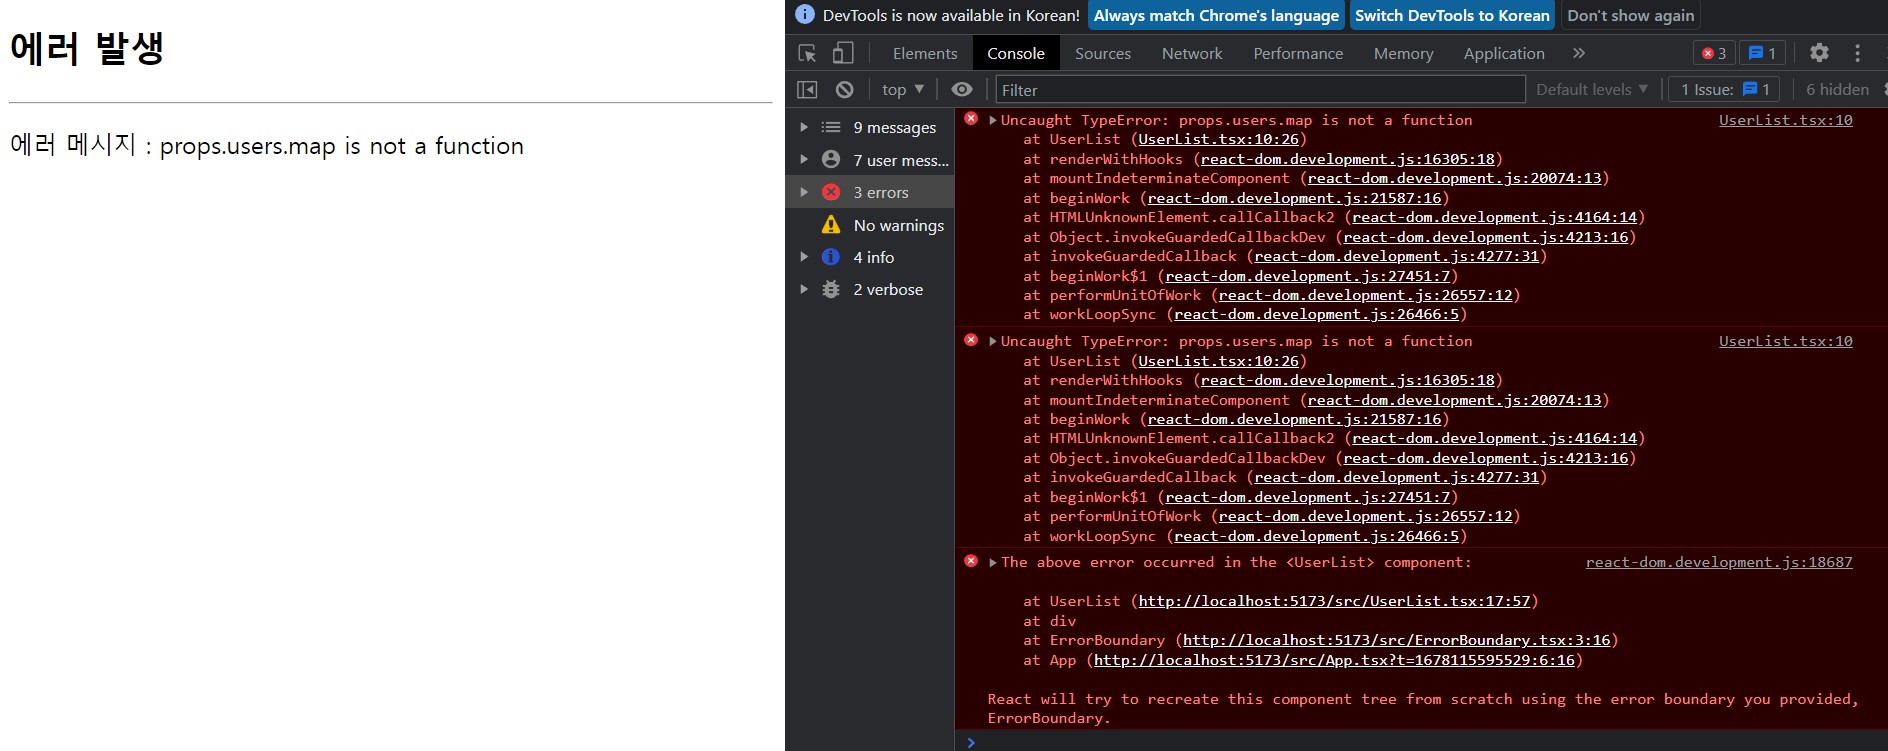 에러 발생
에러 메시지 : props.users.map is not a function
DevTools is now available in Korean! Always match Chrome's language Switch DevTools to Korean Don't show again
Elements Console Sources Network Performance Memory Application » 3 1
top ▼ Filter Default levels ▼ 1 Issue: 1 6 hidden
9 messages
7 user mess...
3 errors
No warnings
4 info
2 verbose
Uncaught TypeError: props.users.map is not a function UserList.tsx:10
at UserList (UserList.tsx:10:26)
at renderWithHooks (react-dom.development.js:16305:18)
at mountIndeterminateComponent (react-dom.development.js:20074:13)
at beginWork (react-dom.development.js:21587:16)
at HTMLUnknownElement.callCallback2 (react-dom.development.js:4164:14)
at Object.invokeGuardedCallbackDev (react-dom.development.js:4213:16)
at invokeGuardedCallback (react-dom.development.js:4277:31)
at beginWork$1 (react-dom.development.js:27451:7)
at performUnitOfWork (react-dom.development.js:26557:12)
at workLoopSync (react-dom.development.js:26466:5)
Uncaught TypeError: props.users.map is not a function UserList.tsx:10
at UserList (UserList.tsx:10:26)
at renderWithHooks (react-dom.development.js:16305:18)
at mountIndeterminateComponent (react-dom.development.js:20074:13)
at beginWork (react-dom.development.js:21587:16)
at HTMLUnknownElement.callCallback2 (react-dom.development.js:4164:14)
at Object.invokeGuardedCallbackDev (react-dom.development.js:4213:16)
at invokeGuardedCallback (react-dom.development.js:4277:31)
at beginWork$1 (react-dom.development.js:27451:7)
at performUnitOfWork (react-dom.development.js:26557:12)
at workLoopSync (react-dom.development.js:26466:5)
The above error occurred in the <UserList> component: react-dom.development.js:18687
at UserList (http://localhost:5173/src/UserList.tsx:17:57)
at div
at ErrorBoundary (http://localhost:5173/src/ErrorBoundary.tsx:3:16)
at App (http://localhost:5173/src/App.tsx?t=1678115595529:6:16)
React will try to recreate this component tree from scratch using the error boundary you provided,
ErrorBoundary.